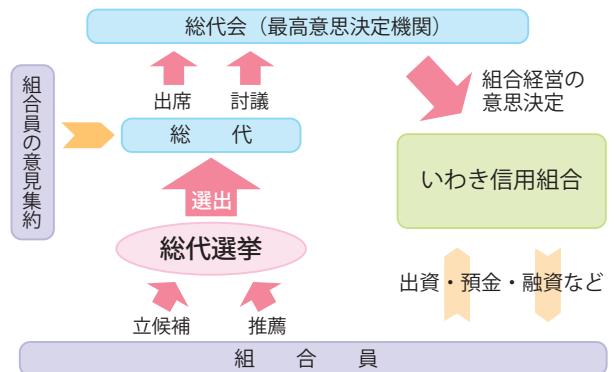 総代会（最高意思決定機関）
出席
討議
組合経営の
意思決定
組合員の意見集約
総　代
いわき信用組合
選出
総代選挙
出資・預金・融資など
立候補
推薦
組　合　員